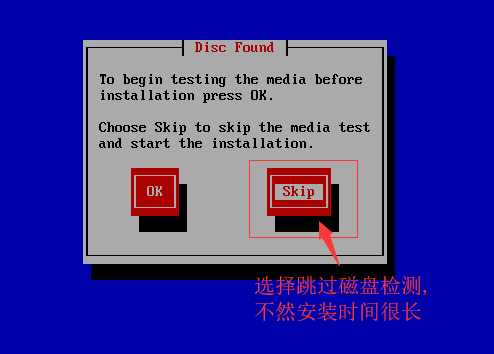 Disc Found
To begin testing the media before
installation press OK.
Choose Skip to skip the media test
and start the installation.
OK
Skip
选择跳过磁盘检测,
不然安装时间很长